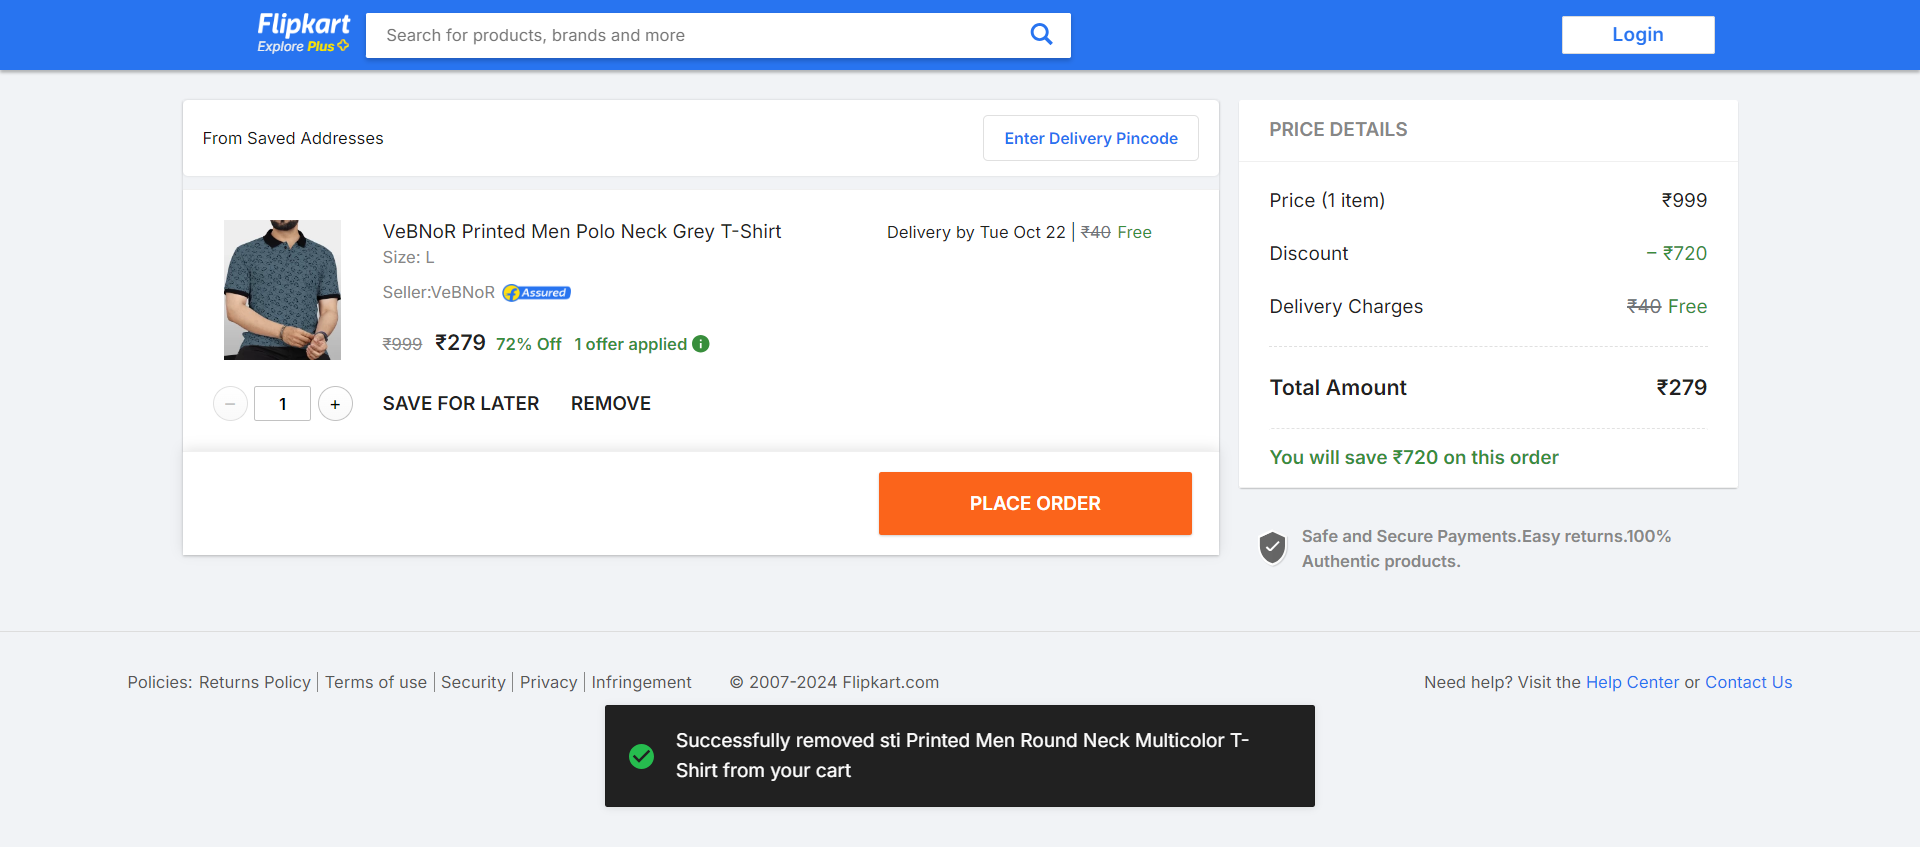 Flipkart
Explore Plus
Search for products, brands and more
Login
From Saved Addresses
Enter Delivery Pincode
VeBNoR Printed Men Polo Neck Grey T-Shirt
Size: L
Seller:VeBNoR
Assured
₹999 ₹279 72% Off 1 offer applied
Delivery by Tue Oct 22 | ₹40 Free
− 1 +
SAVE FOR LATER REMOVE
PLACE ORDER
PRICE DETAILS
Price (1 item) ₹999
Discount − ₹720
Delivery Charges ₹40 Free
Total Amount ₹279
You will save ₹720 on this order
Safe and Secure Payments.Easy returns.100%
Authentic products.
Policies: Returns Policy | Terms of use | Security | Privacy | Infringement © 2007-2024 Flipkart.com
Need help? Visit the Help Center or Contact Us
Successfully removed sti Printed Men Round Neck Multicolor T-
Shirt from your cart